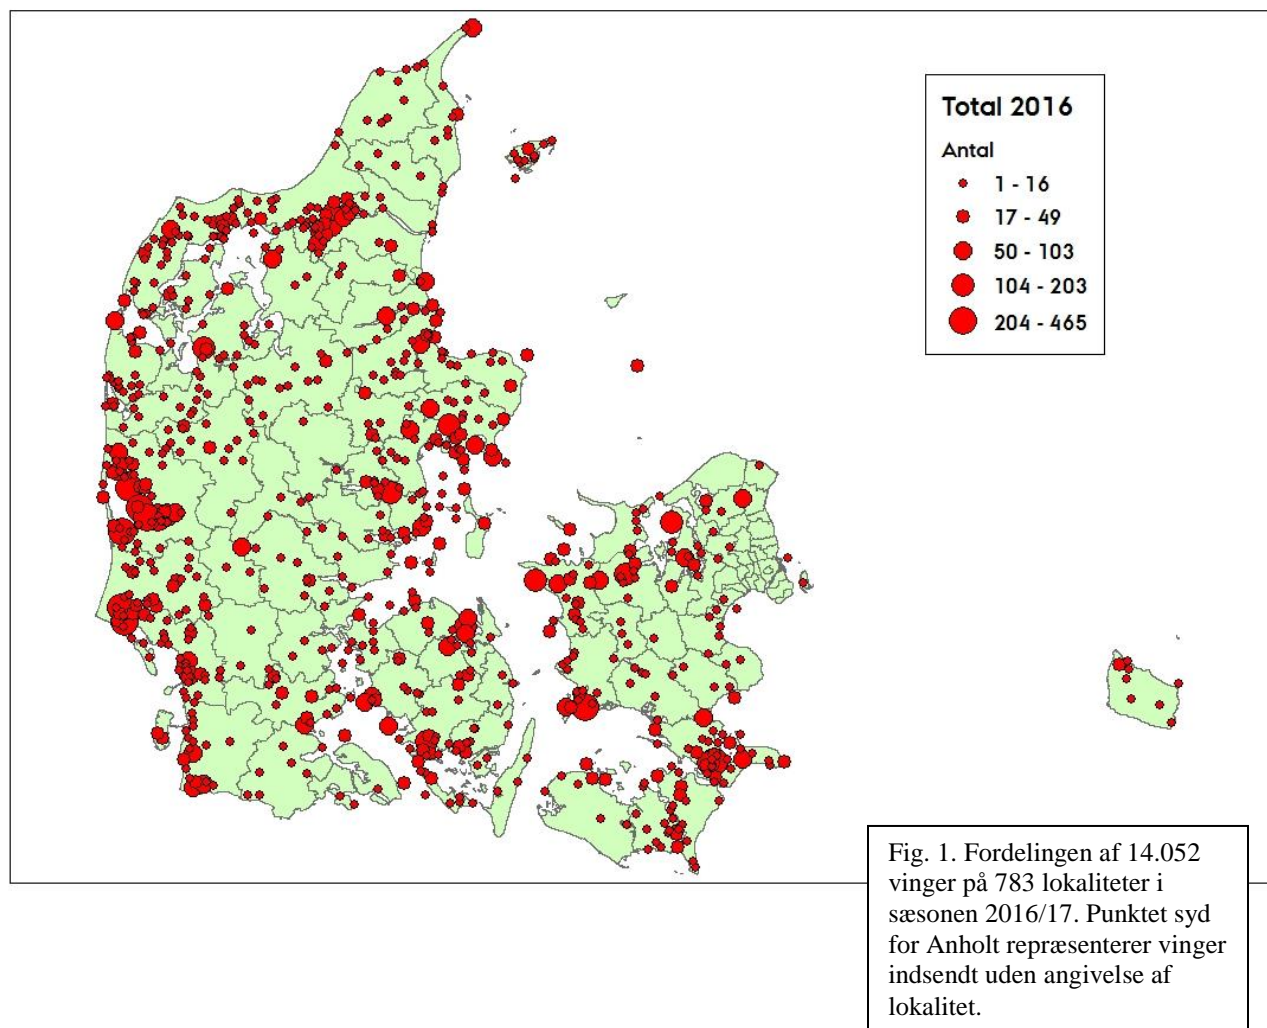 Total 2016
Antal
1 - 16
17 - 49
50 - 103
104 - 203
204 - 465
Fig. 1. Fordelingen af 14.052
vinger på 783 lokaliteter i
sæsonen 2016/17. Punktet syd
for Anholt repræsenterer vinger
indsendt uden angivelse af
lokalitet.